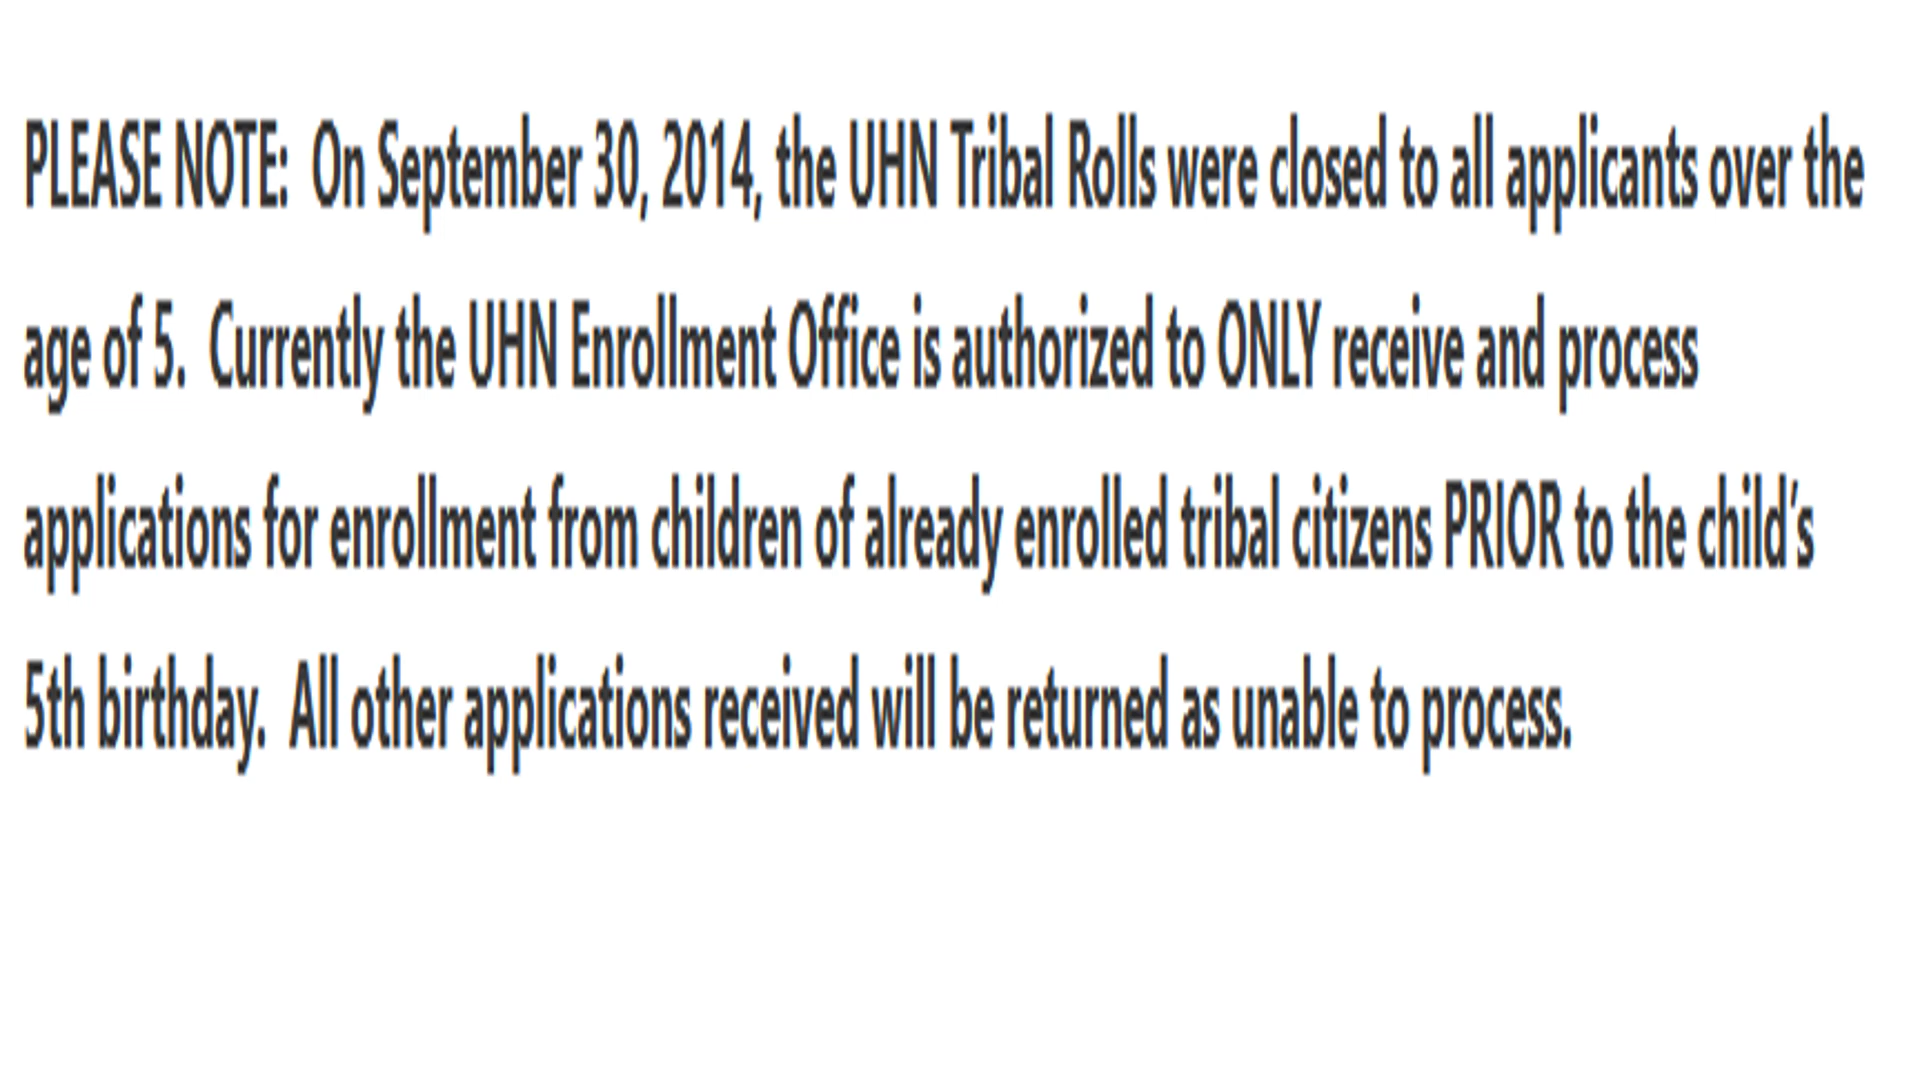 PLEASE NOTE:  On September 30, 2014, the UHN Tribal Rolls were closed to all applicants over the
age of 5.  Currently the UHN Enrollment Office is authorized to ONLY receive and process
applications for enrollment from children of already enrolled tribal citizens PRIOR to the child’s
5th birthday.  All other applications received will be returned as unable to process.